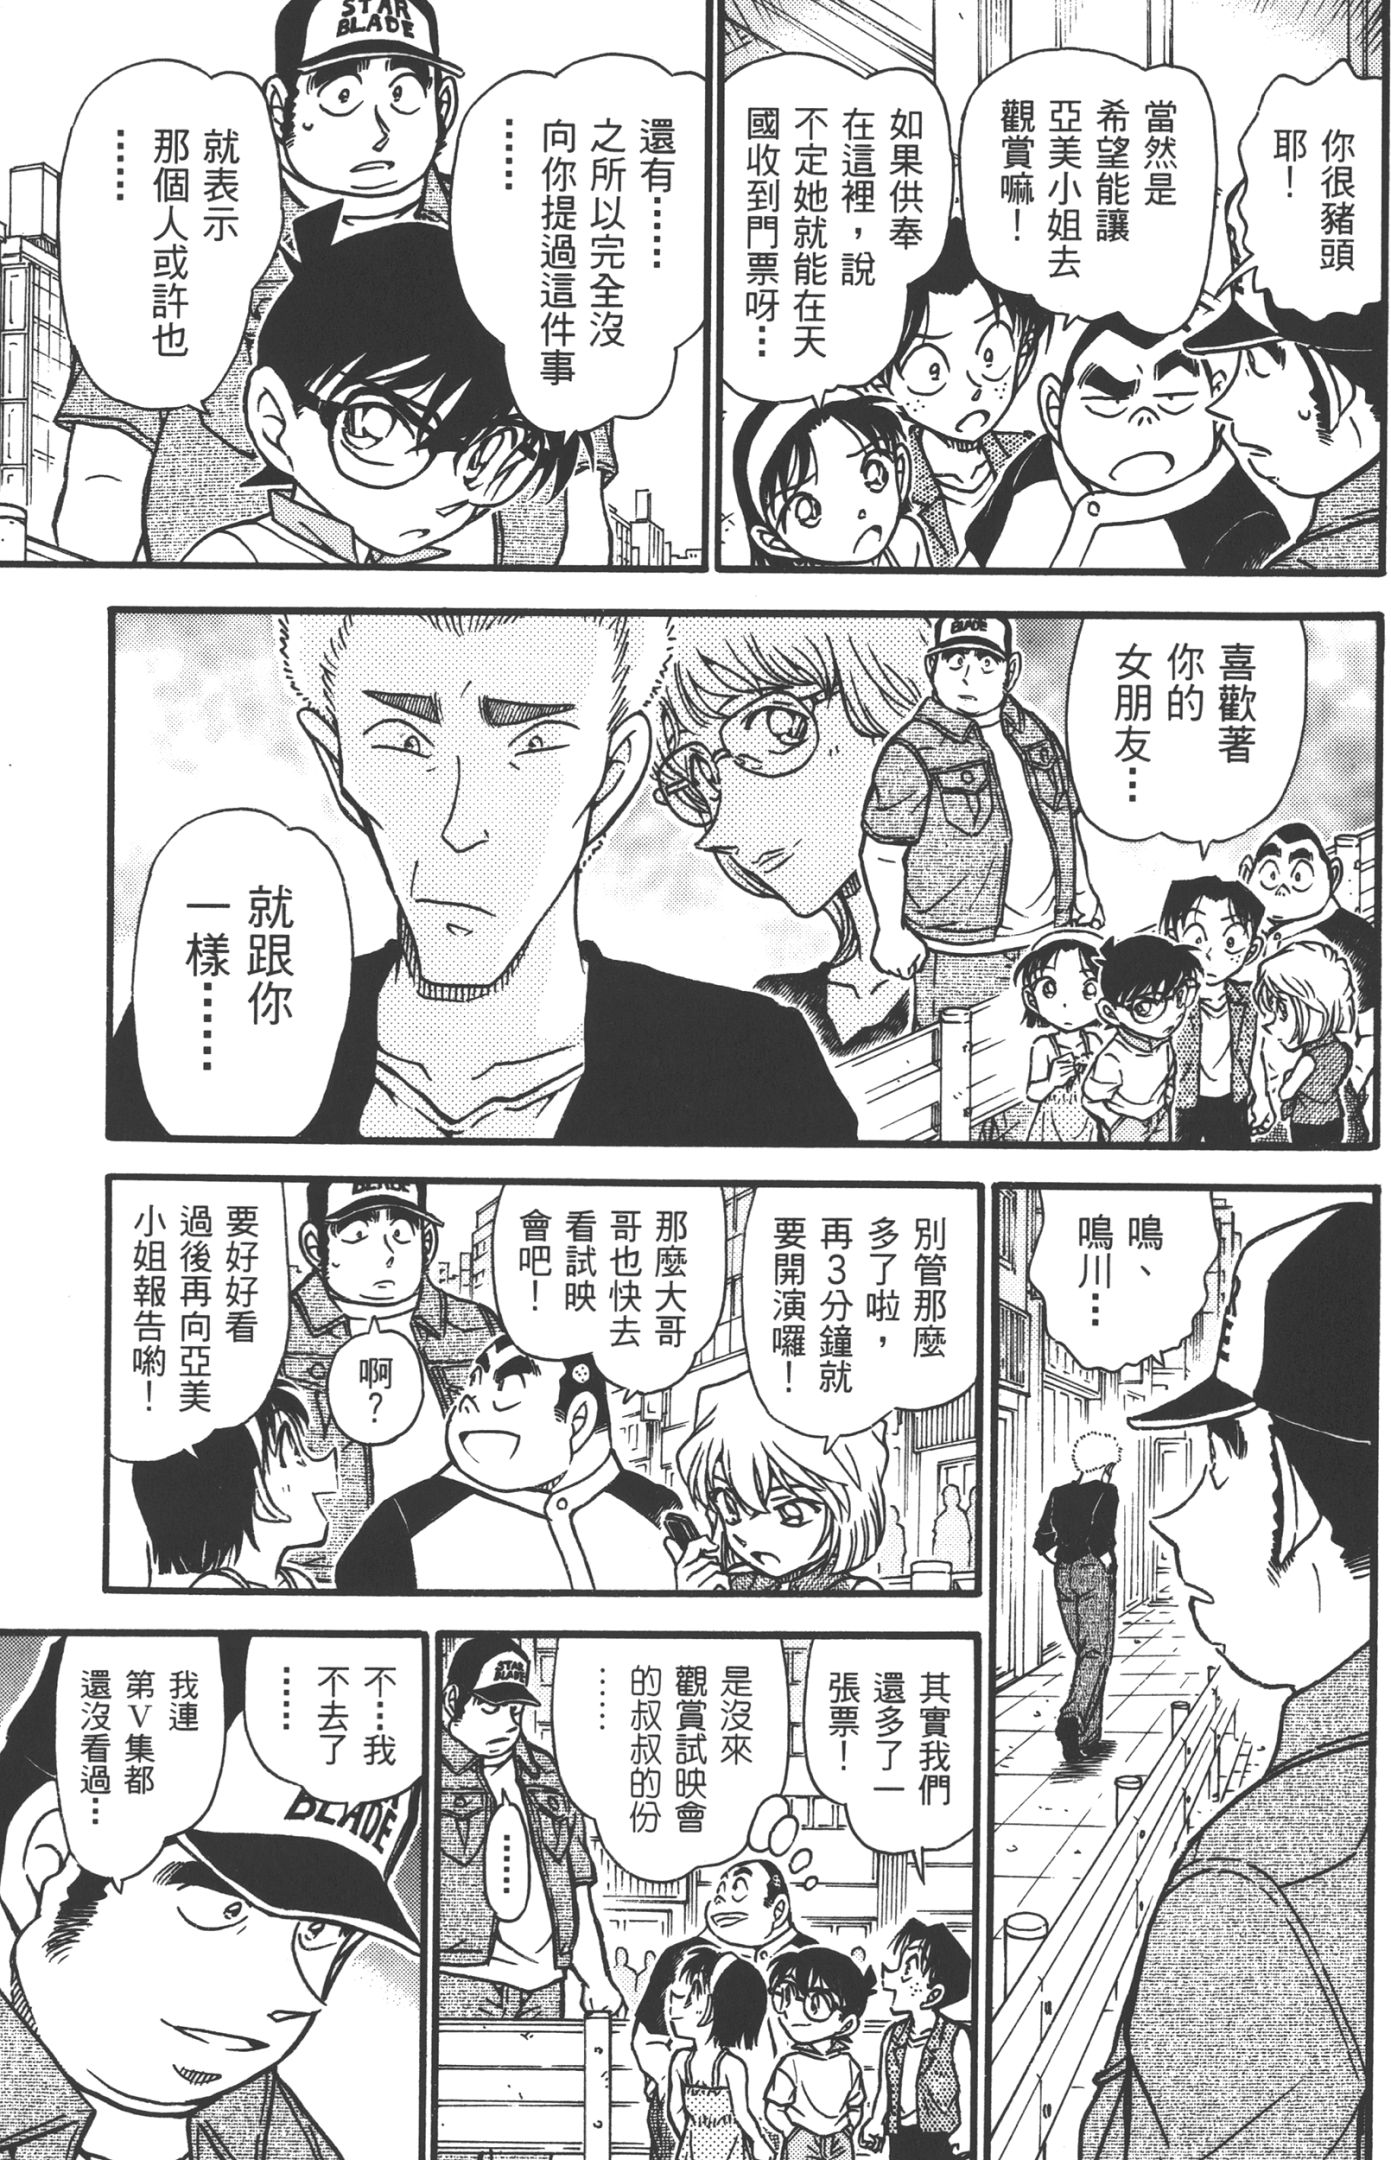 你很豬頭
耶！
當然是
希望能讓
亞美小姐去
觀賞嘛！
如果供奉
在這裡，說
不定她就能在天
國收到門票呀…
STAR
BLADE
還有……
之所以完全沒
向你提過這件事
……
就表示
那個人或許也
……
喜歡著
你的
女朋友…
BLADE
就跟你
一樣……
鳴、
鳴川…
別管那麼
多了啦，
再3分鐘就
要開演囉！
那麼大哥
哥也快去
看試映
會吧！
BLADE
啊？
要好好看
過後再向亞美
小姐報告喲！
其實我們
還多了一
張票！
是沒來
觀賞試映會
的叔叔的份
……
STAR
BLADE
……
不…我
不去了
……
我連
第V集都
還沒看過…
BLADE